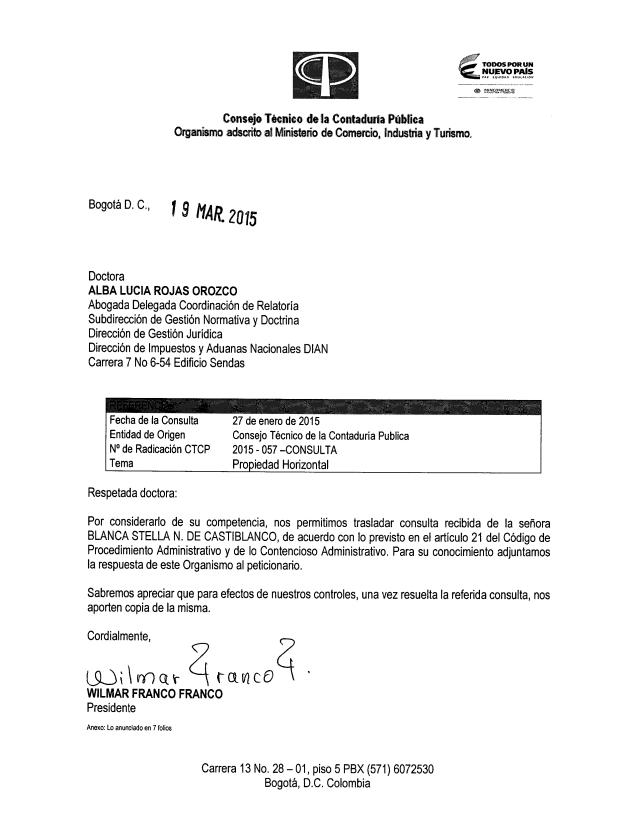 TODOS POR UN
NUEVO PAÍS
PAZ EQUIDAD EDUCACIÓN
Consejo Técnico de la Contaduría Pública
Organismo adscrito al Ministerio de Comercio, Industria y Turismo.
Bogotá D. C., 19 MAR. 2015
Doctora
ALBA LUCIA ROJAS OROZCO
Abogada Delegada Coordinación de Relatoría
Subdirección de Gestión Normativa y Doctrina
Dirección de Gestión Jurídica
Dirección de Impuestos y Aduanas Nacionales DIAN
Carrera 7 No 6-54 Edificio Sendas
REFERENCIA
Fecha de la Consulta 27 de enero de 2015
Entidad de Origen Consejo Técnico de la Contaduría Publica
Nº de Radicación CTCP 2015 - 057 –CONSULTA
Tema Propiedad Horizontal
Respetada doctora:
Por considerarlo de su competencia, nos permitimos trasladar consulta recibida de la señora
BLANCA STELLA N. DE CASTIBLANCO, de acuerdo con lo previsto en el artículo 21 del Código de
Procedimiento Administrativo y de lo Contencioso Administrativo. Para su conocimiento adjuntamos
la respuesta de este Organismo al peticionario.
Sabremos apreciar que para efectos de nuestros controles, una vez resuelta la referida consulta, nos
aporten copia de la misma.
Cordialmente,
Wilmar Franco F.
WILMAR FRANCO FRANCO
Presidente
Anexo: Lo anunciado en 7 folios
Carrera 13 No. 28 – 01, piso 5 PBX (571) 6072530
Bogotá, D.C. Colombia